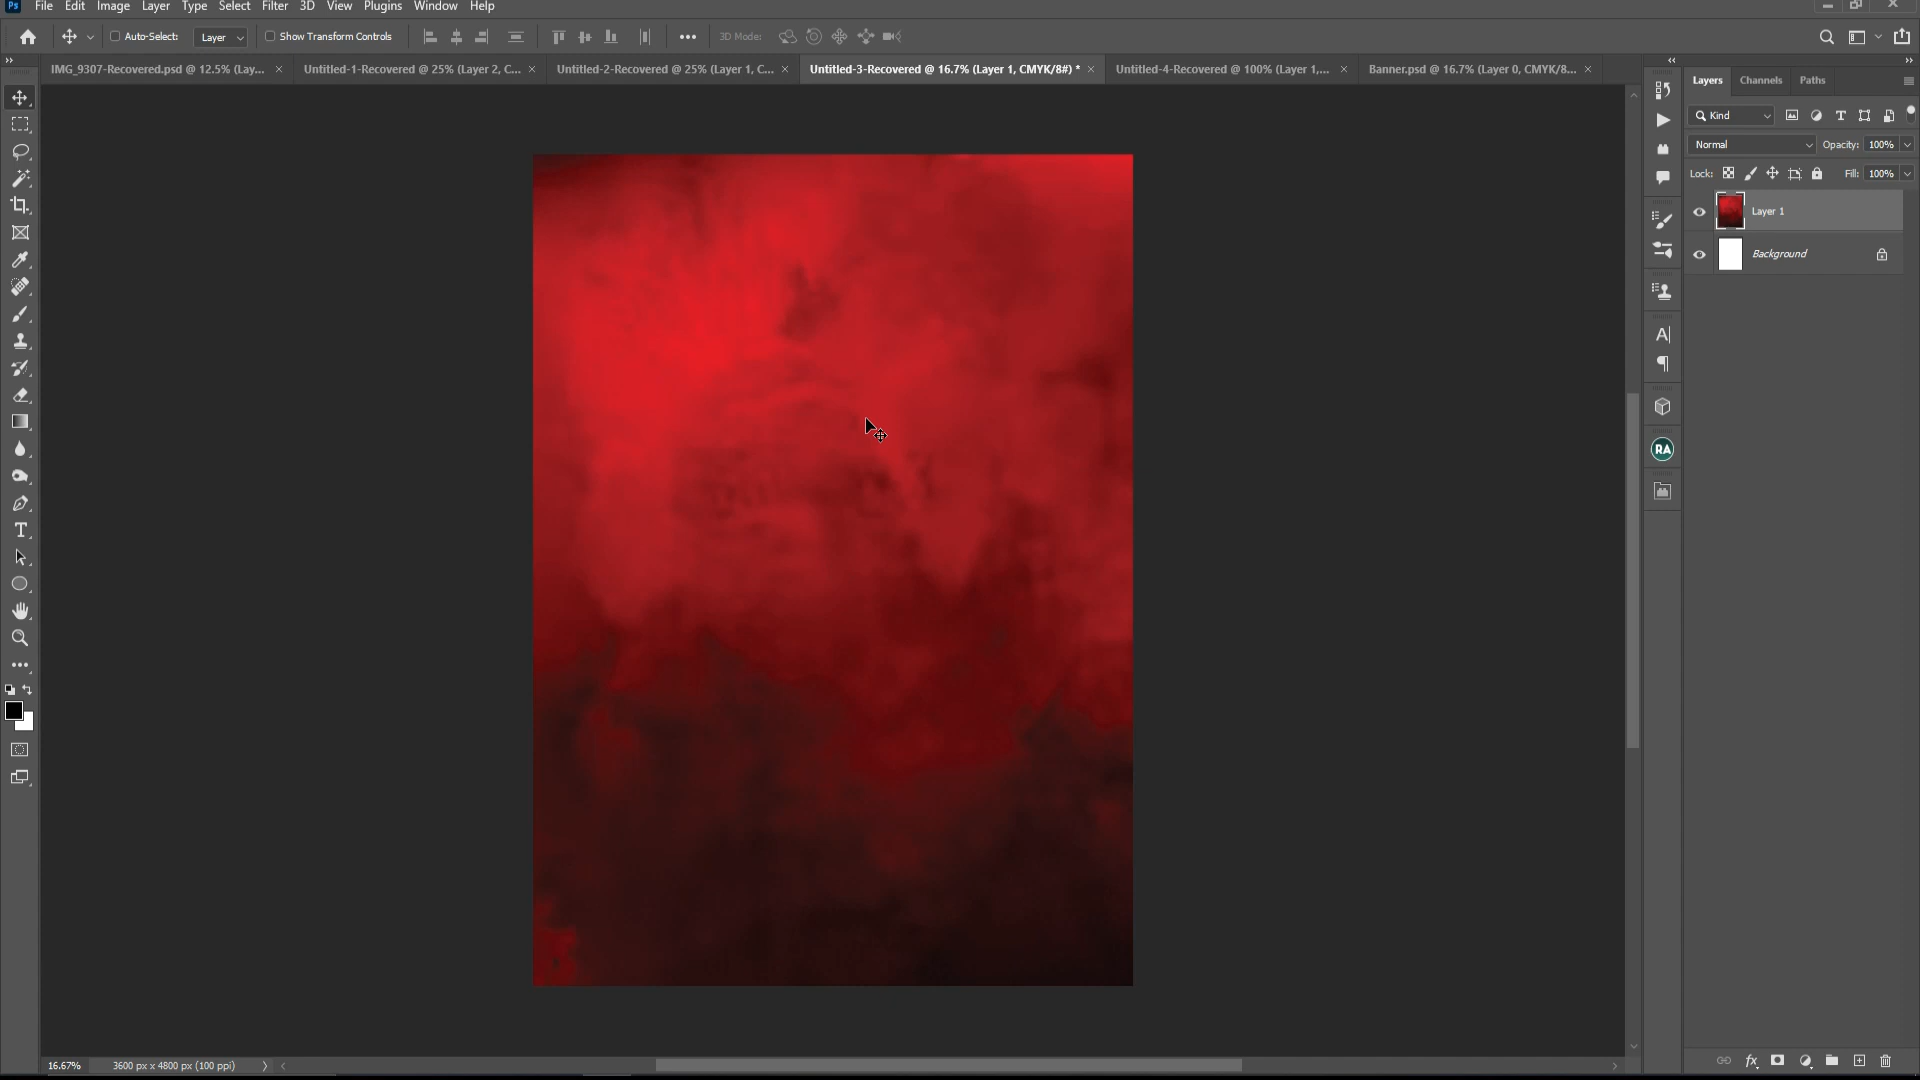 Ps File Edit Image Layer Type Select Filter 3D View Plugins Window Help
Auto-Select: Layer Show Transform Controls 3D Mode:
IMG_9307-Recovered.psd @ 12.5% (Lay... × Untitled-1-Recovered @ 25% (Layer 2, C... × Untitled-2-Recovered @ 25% (Layer 1, C... × Untitled-3-Recovered @ 16.7% (Layer 1, CMYK/8#) * × Untitled-4-Recovered @ 100% (Layer 1,... × Banner.psd @ 16.7% (Layer 0, CMYK/8... ×
Layers Channels Paths
Kind
Normal Opacity: 100%
Lock: Fill: 100%
Layer 1
Background
RA
fx
16.67% 3600 px x 4800 px (100 ppi)